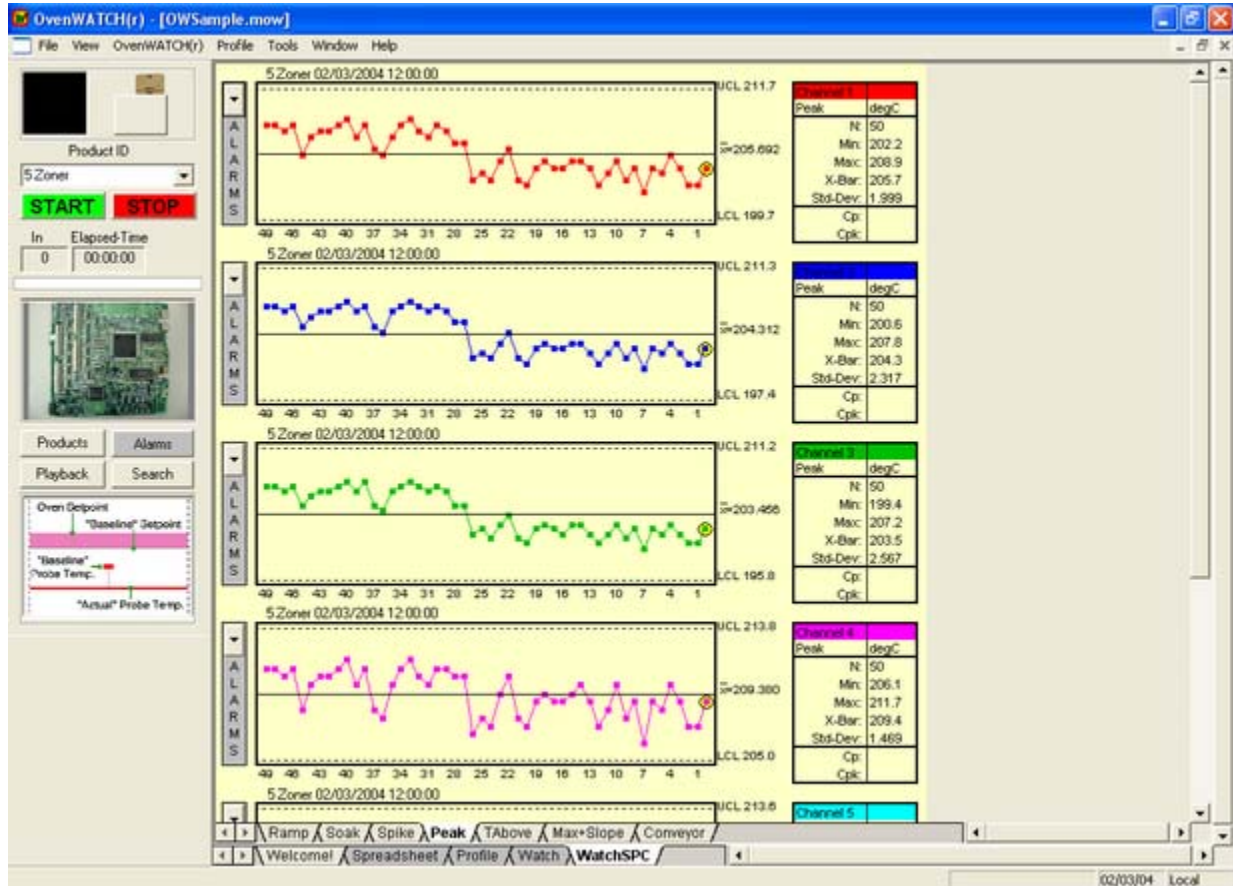 OvenWATCH(r) - [OWSample.mow]
File View OvenWATCH(r) Profile Tools Window Help
Product ID
5Zoner
START STOP
In Elapsed-Time
0 00:00:00
Products Alarms
Playback Search
Oven Setpoint
"Baseline" Setpoint
"Baseline"
Probe Temp.
"Actual" Probe Temp.
5Zoner 02/03/2004 12:00:00
ALARMS
UCL 211.7
x=205.692
LCL 199.7
49 46 43 40 37 34 31 28 25 22 19 16 13 10 7 4 1
Channel 1
Peak degC
N: 50
Min: 202.2
Max: 208.9
X-Bar: 205.7
Std-Dev: 1.999
Cp:
Cpk:
5Zoner 02/03/2004 12:00:00
ALARMS
UCL 211.3
x=204.312
LCL 197.4
49 46 43 40 37 34 31 28 25 22 19 16 13 10 7 4 1
Channel 2
Peak degC
N: 50
Min: 200.6
Max: 207.8
X-Bar: 204.3
Std-Dev: 2.317
Cp:
Cpk:
5Zoner 02/03/2004 12:00:00
ALARMS
UCL 211.2
x=203.466
LCL 195.8
49 46 43 40 37 34 31 28 25 22 19 16 13 10 7 4 1
Channel 3
Peak degC
N: 50
Min: 199.4
Max: 207.2
X-Bar: 203.5
Std-Dev: 2.567
Cp:
Cpk:
5Zoner 02/03/2004 12:00:00
ALARMS
UCL 213.8
x=209.380
LCL 205.0
49 46 43 40 37 34 31 28 25 22 19 16 13 10 7 4 1
Channel 4
Peak degC
N: 50
Min: 206.1
Max: 211.7
X-Bar: 209.4
Std-Dev: 1.469
Cp:
Cpk:
5Zoner 02/03/2004 12:00:00
UCL 213.6
Channel 5
Ramp Soak Spike Peak TAbove Max+Slope Conveyor
Welcome! Spreadsheet Profile Watch WatchSPC
02/03/04 Local